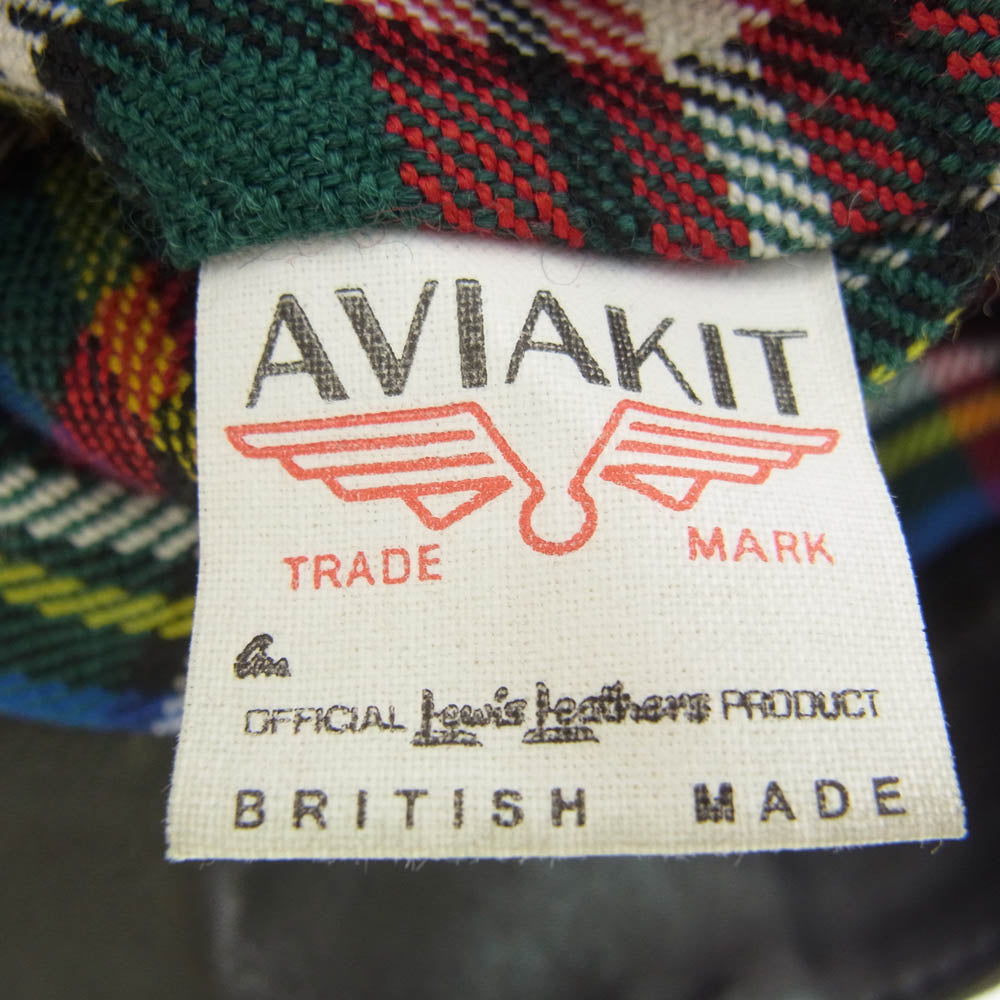 AVIAKIT
TRADE MARK
An
OFFICIAL Lewis Leathers PRODUCT
BRITISH MADE